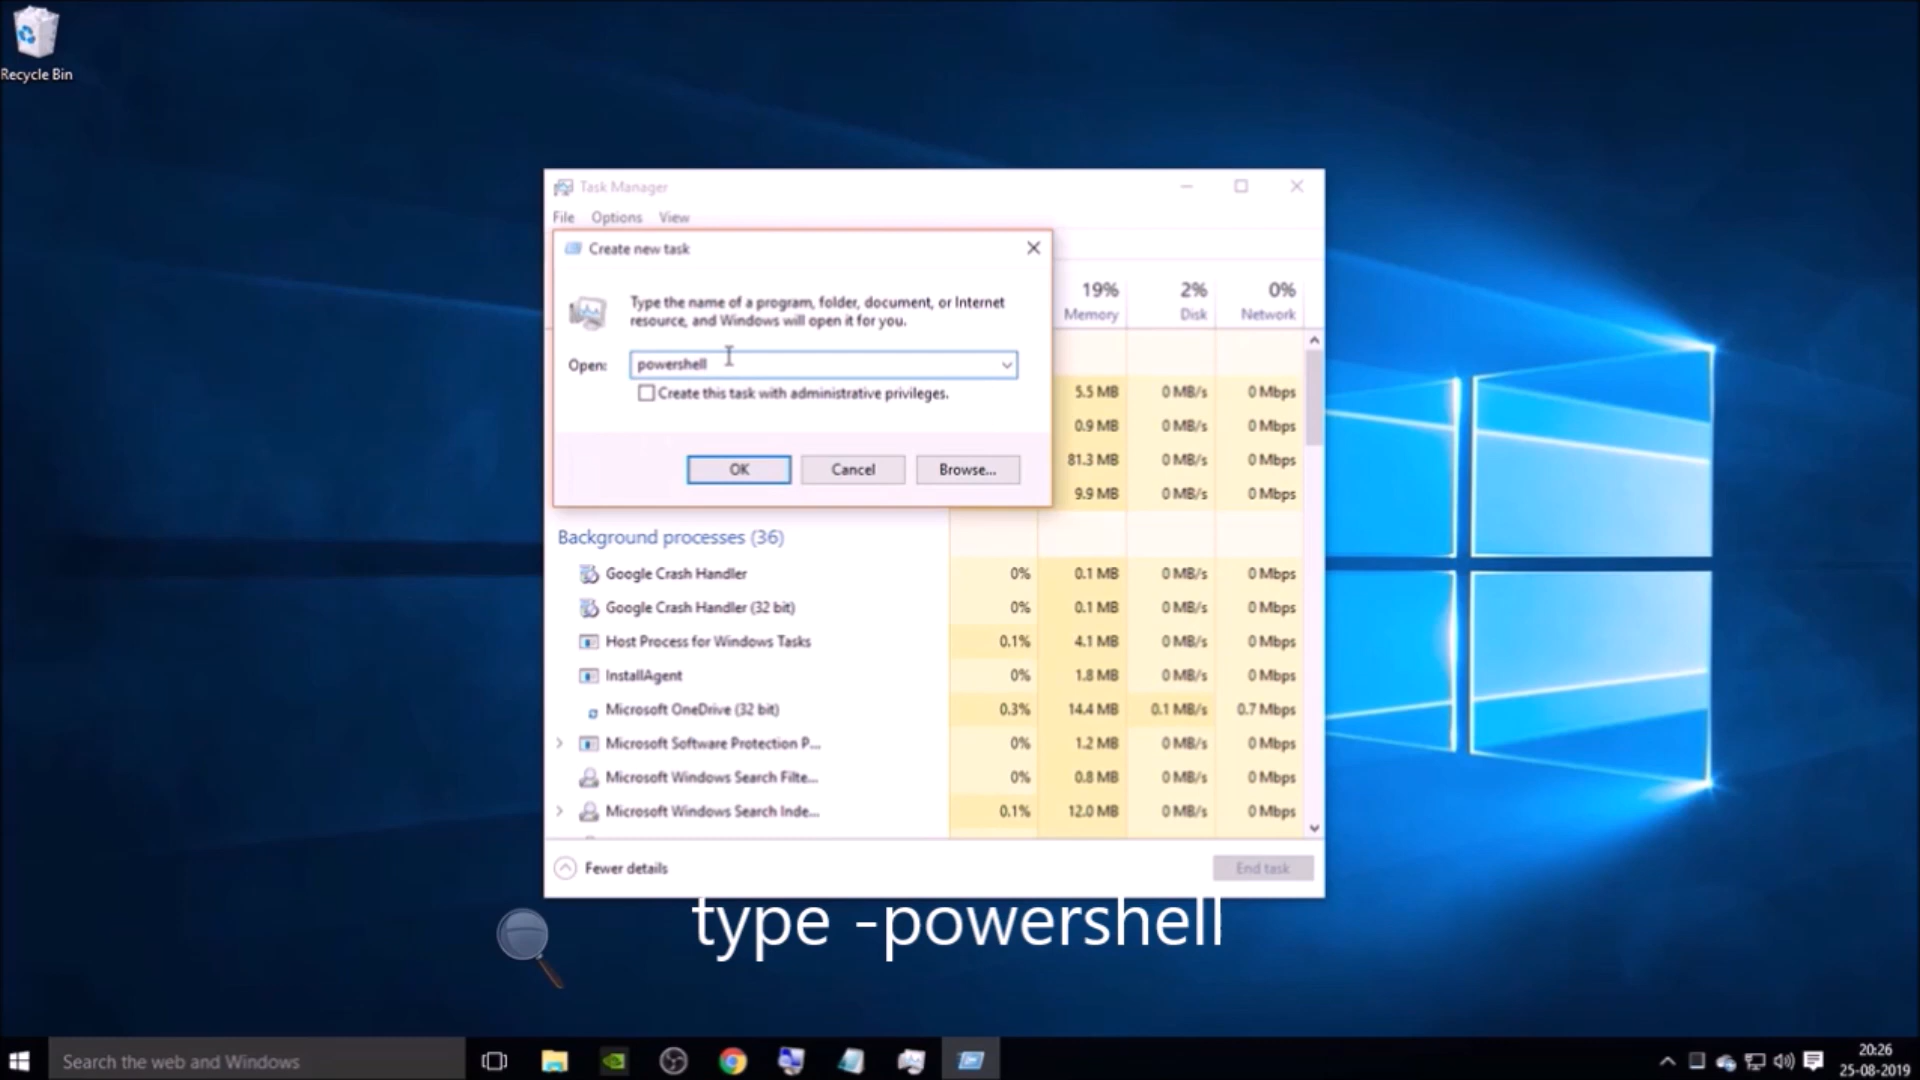 Recycle Bin
Task Manager
File Options View
Create new task
Type the name of a program, folder, document, or Internet
resource, and Windows will open it for you.
Open: powershell
Create this task with administrative privileges.
OK Cancel Browse...
19% 2% 0%
Memory Disk Network
5.5 MB 0 MB/s 0 Mbps
0.9 MB 0 MB/s 0 Mbps
81.3 MB 0 MB/s 0 Mbps
9.9 MB 0 MB/s 0 Mbps
Background processes (36)
Google Crash Handler 0% 0.1 MB 0 MB/s 0 Mbps
Google Crash Handler (32 bit) 0% 0.1 MB 0 MB/s 0 Mbps
Host Process for Windows Tasks 0.1% 4.1 MB 0 MB/s 0 Mbps
InstallAgent 0% 1.8 MB 0 MB/s 0 Mbps
Microsoft OneDrive (32 bit) 0.3% 14.4 MB 0.1 MB/s 0.7 Mbps
Microsoft Software Protection P... 0% 1.2 MB 0 MB/s 0 Mbps
Microsoft Windows Search Filte... 0% 0.8 MB 0 MB/s 0 Mbps
Microsoft Windows Search Inde... 0.1% 12.0 MB 0 MB/s 0 Mbps
Fewer details End task
type -powershell
Search the web and Windows
20:26
25-08-2019